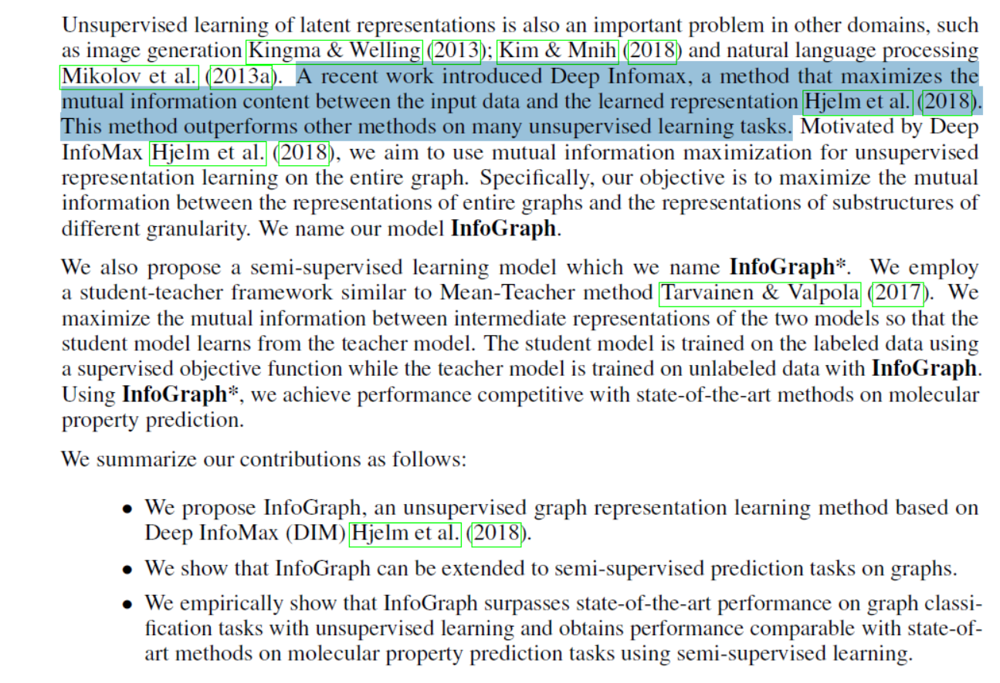 Unsupervised learning of latent representations is also an important problem in other domains, such
as image generation Kingma & Welling (2013); Kim & Mnih (2018) and natural language processing
Mikolov et al. (2013a). A recent work introduced Deep Infomax, a method that maximizes the
mutual information content between the input data and the learned representation Hjelm et al. (2018).
This method outperforms other methods on many unsupervised learning tasks. Motivated by Deep
InfoMax Hjelm et al. (2018), we aim to use mutual information maximization for unsupervised
representation learning on the entire graph. Specifically, our objective is to maximize the mutual
information between the representations of entire graphs and the representations of substructures of
different granularity. We name our model InfoGraph.
We also propose a semi-supervised learning model which we name InfoGraph*. We employ
a student-teacher framework similar to Mean-Teacher method Tarvainen & Valpola (2017). We
maximize the mutual information between intermediate representations of the two models so that the
student model learns from the teacher model. The student model is trained on the labeled data using
a supervised objective function while the teacher model is trained on unlabeled data with InfoGraph.
Using InfoGraph*, we achieve performance competitive with state-of-the-art methods on molecular
property prediction.
We summarize our contributions as follows:
• We propose InfoGraph, an unsupervised graph representation learning method based on
Deep InfoMax (DIM) Hjelm et al. (2018).
• We show that InfoGraph can be extended to semi-supervised prediction tasks on graphs.
• We empirically show that InfoGraph surpasses state-of-the-art performance on graph classi-
fication tasks with unsupervised learning and obtains performance comparable with state-of-
art methods on molecular property prediction tasks using semi-supervised learning.